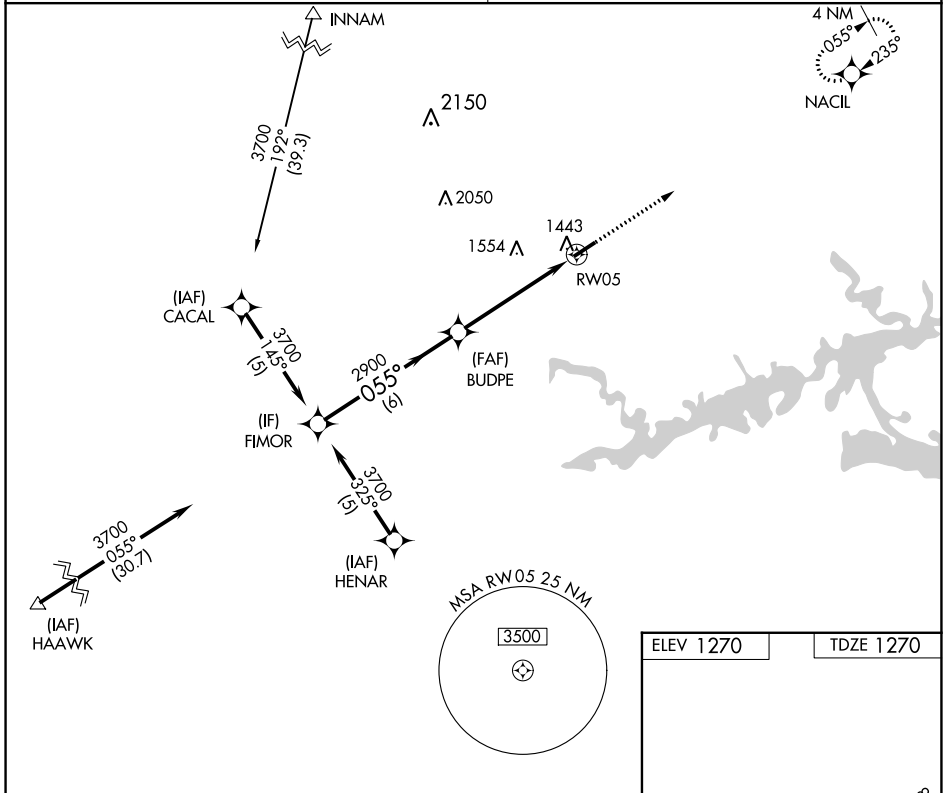 INNAM
4 NM
055°
235°
NACIL
2150
3700
192°
(39.3)
2050
1554
1443
RW05
(IAF)
CACAL
3700
145°
(5)
2900
055°
(6)
(FAF)
BUDPE
(IF)
FIMOR
3700
325°
(5)
3700
055°
(30.7)
(IAF)
HENAR
(IAF)
HAAWK
MSA RW05 25 NM
3500
ELEV 1270
TDZE 1270